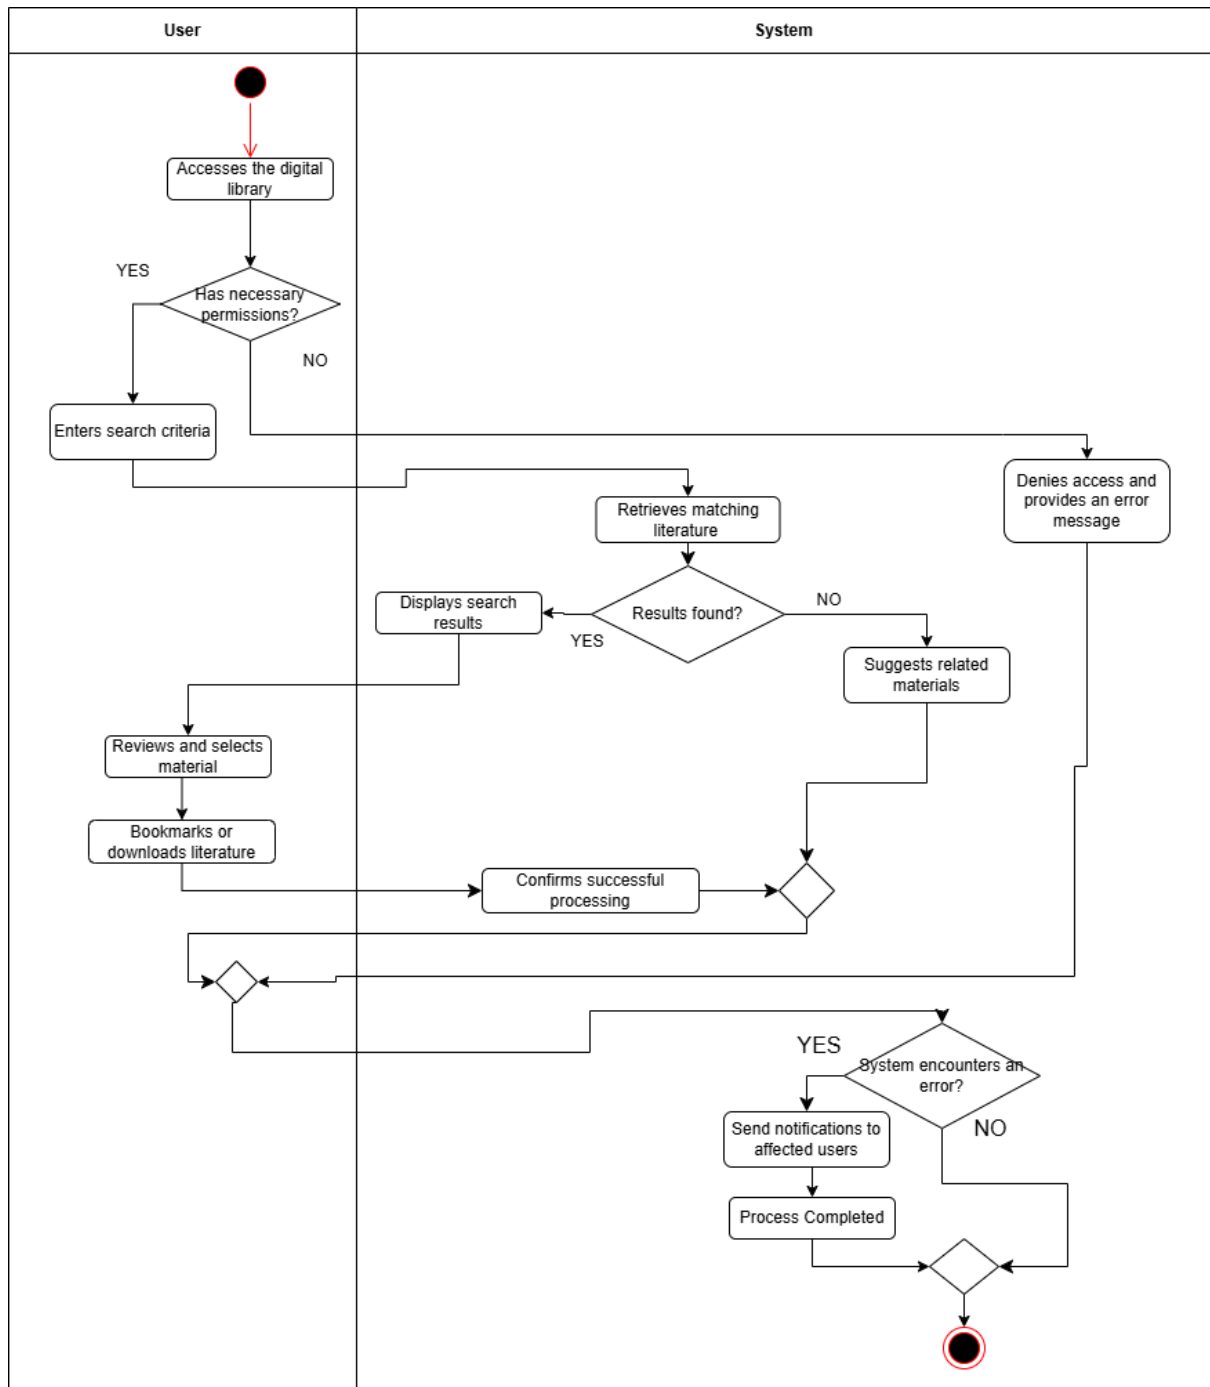 User
System
Accesses the digital
library
YES
Has necessary
permissions?
NO
Enters search criteria
Denies access and
provides an error
message
Retrieves matching
literature
Displays search
results
Results found?
NO
YES
Suggests related
materials
Reviews and selects
material
Bookmarks or
downloads literature
Confirms successful
processing
YES
System encounters an
error?
NO
Send notifications to
affected users
Process Completed